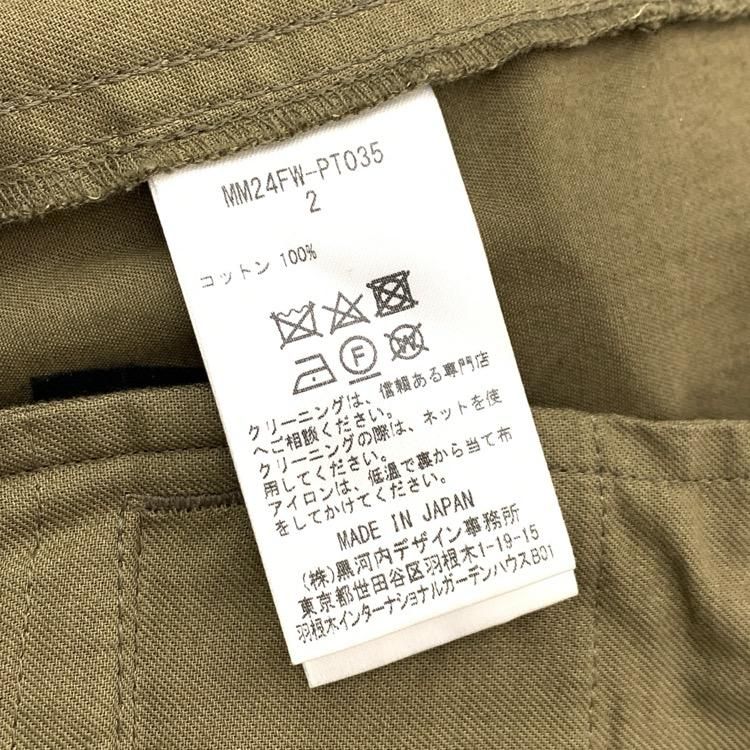 MM24FW-PT035
2
コットン 100%
F
W
クリーニングは、信頼ある専門店
へご相談ください。
クリーニングの際は、ネットを使
用してください。
アイロンは、低温で裏から当て布
をしてかけてください。
MADE IN JAPAN
(株)黒河内デザイン事務所
東京都世田谷区羽根木1-19-15
羽根木インターナショナルガーデンハウスB01